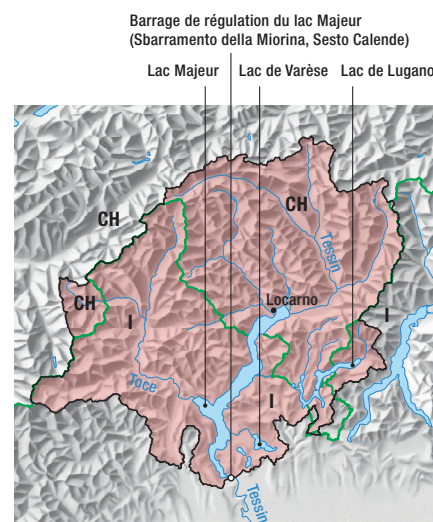 Barrage de régulation du lac Majeur
(Sbarramento della Miorina, Sesto Calende)
Lac Majeur
Lac de Varèse
Lac de Lugano
CH
CH
Tessin
CH
Locarno
I
I
Toce
I
Tessin